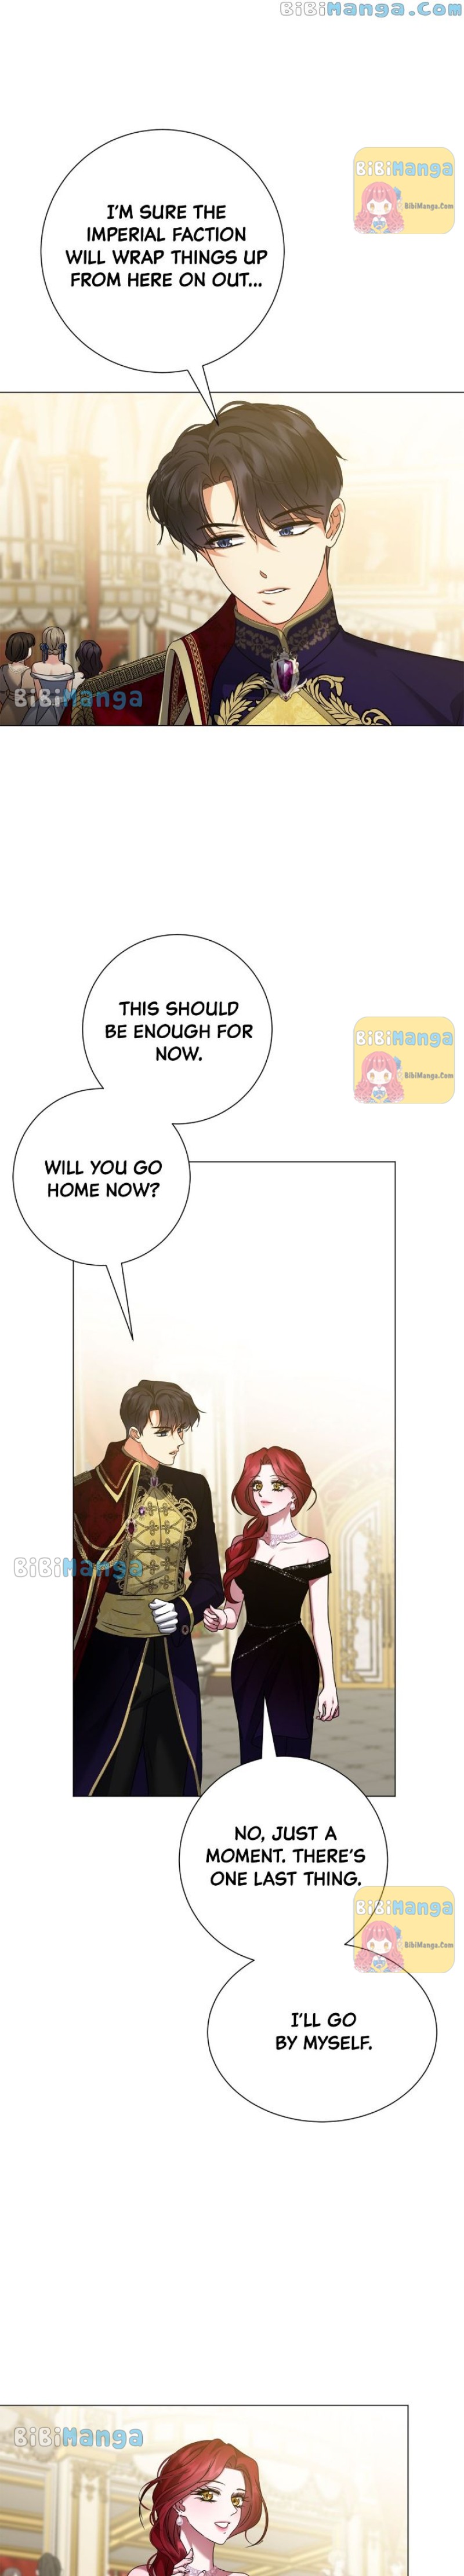 BiBiManga.Com
BiBiManga
BibiManga.Com
I'M SURE THE
IMPERIAL FACTION
WILL WRAP THINGS UP
FROM HERE ON OUT...
BiBiManga
THIS SHOULD
BE ENOUGH FOR
NOW.
BiBiManga
BibiManga.Com
WILL YOU GO
HOME NOW?
BiBiManga
NO, JUST A
MOMENT. THERE'S
ONE LAST THING.
BiBiManga
BibiManga.Com
I'LL GO
BY MYSELF.
BiBiManga